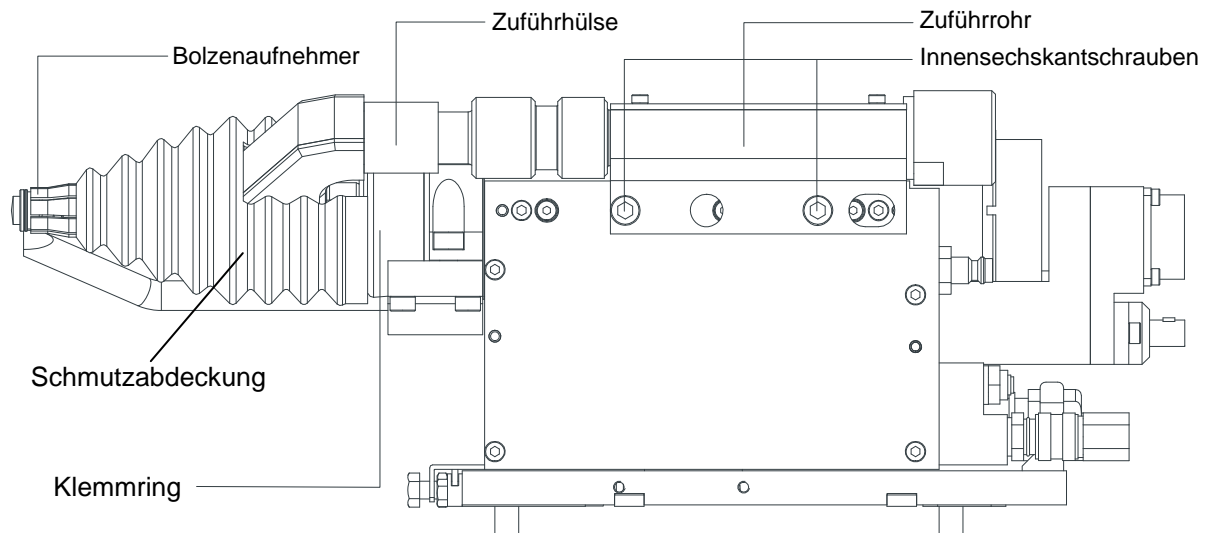 Zuführhülse
Zuführrohr
Bolzenaufnehmer
Innensechskantschrauben
Schmutzabdeckung
Klemmring